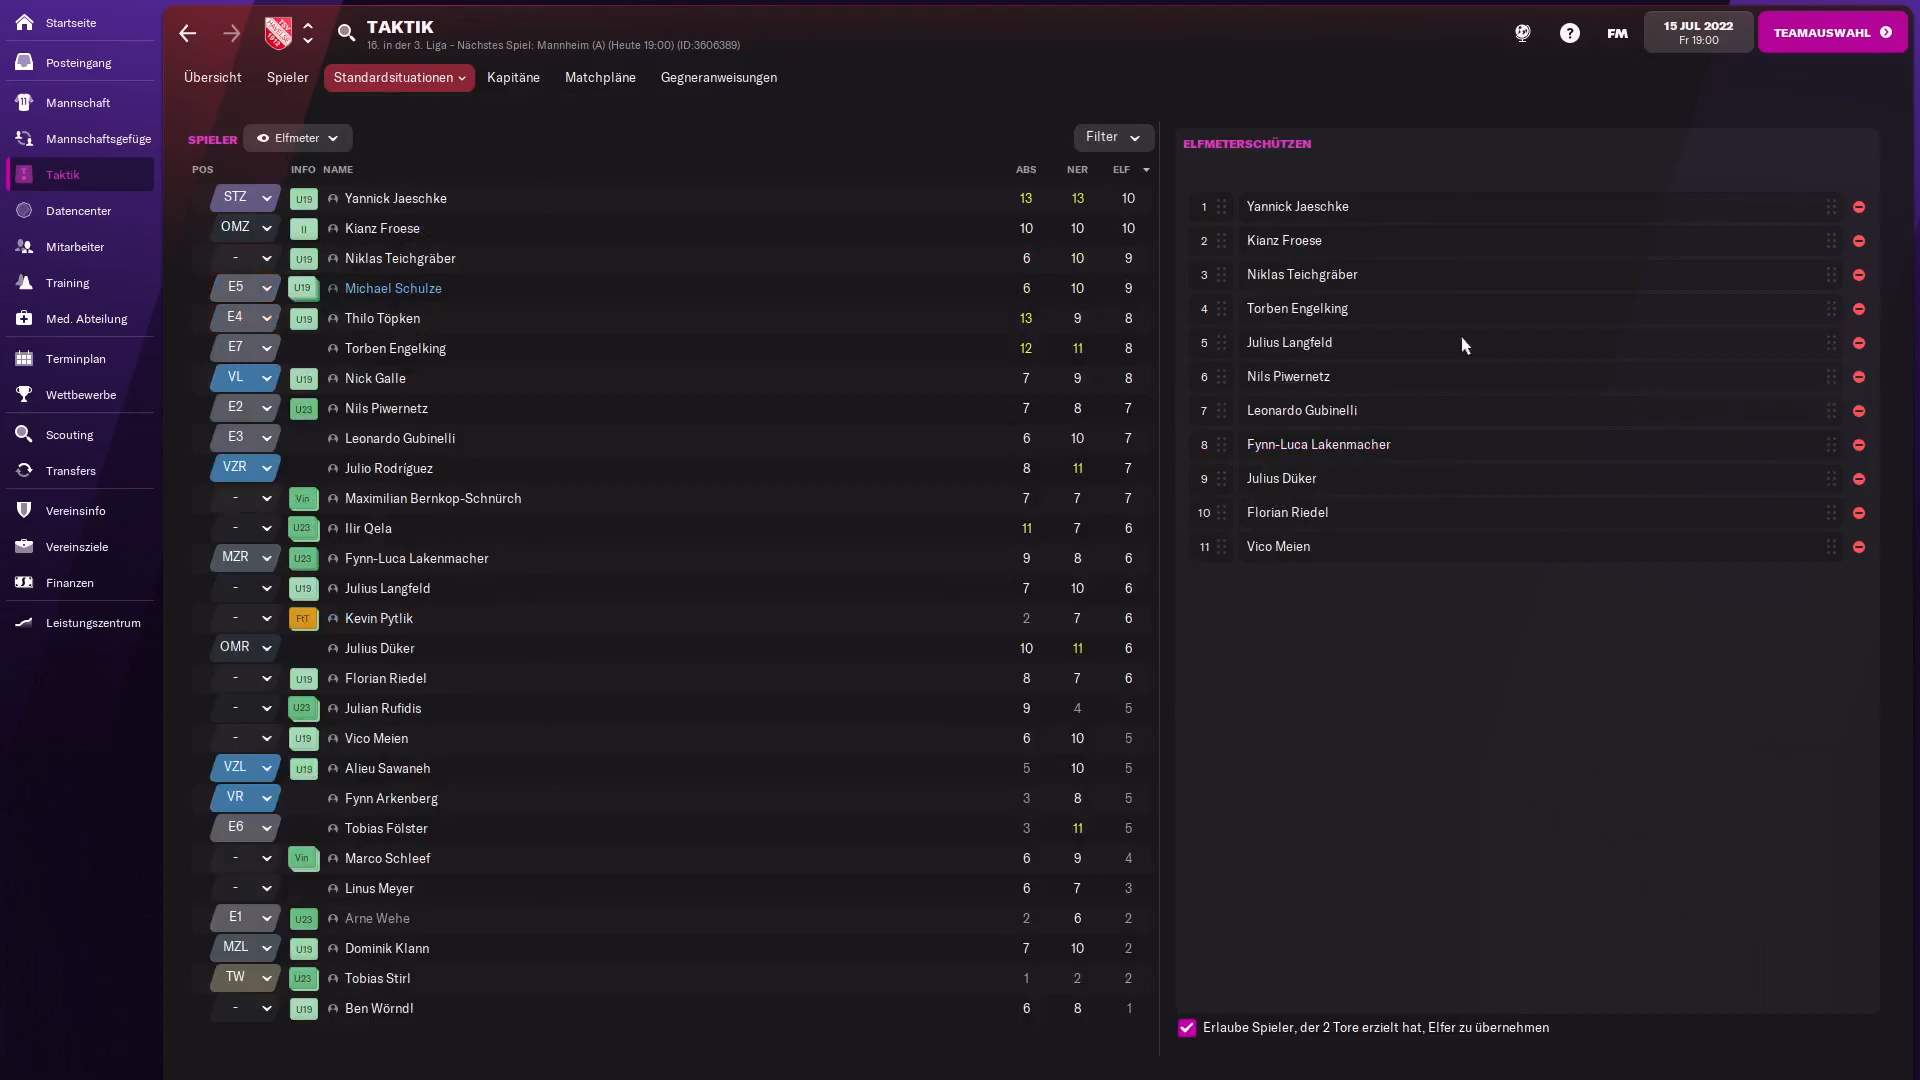 Startseite
Posteingang
Mannschaft
Mannschaftsgefüge
Taktik
Datencenter
Mitarbeiter
Training
Med. Abteilung
Terminplan
Wettbewerbe
Scouting
Transfers
Vereinsinfo
Vereinsziele
Finanzen
Leistungszentrum
TAKTIK
16. in der 3. Liga - Nächstes Spiel: Mannheim (A) (Heute 19:00) (ID:3606389)
FM
15 JUL 2022
Fr 19:00
TEAMAUSWAHL
Übersicht Spieler Standardsituationen Kapitäne Matchpläne Gegneranweisungen
SPIELER Elfmeter Filter
POS INFO NAME ABS NER ELF
STZ U19 Yannick Jaeschke 13 13 10
OMZ II Kianz Froese 10 10 10
- U19 Niklas Teichgräber 6 10 9
E5 U19 Michael Schulze 6 10 9
E4 U19 Thilo Töpken 13 9 8
E7 Torben Engelking 12 11 8
VL U19 Nick Galle 7 9 8
E2 U23 Nils Piwernetz 7 8 7
E3 Leonardo Gubinelli 6 10 7
VZR Julio Rodríguez 8 11 7
- Vin Maximilian Bernkop-Schnürch 7 7 7
- U23 Ilir Qela 11 7 6
MZR U23 Fynn-Luca Lakenmacher 9 8 6
- U19 Julius Langfeld 7 10 6
- FtT Kevin Pytlik 2 7 6
OMR Julius Düker 10 11 6
- U19 Florian Riedel 8 7 6
- U23 Julian Rufidis 9 4 5
- U19 Vico Meien 6 10 5
VZL U19 Alieu Sawaneh 5 10 5
VR Fynn Arkenberg 3 8 5
E6 Tobias Fölster 3 11 5
- Vin Marco Schleef 6 9 4
- Linus Meyer 6 7 3
E1 U23 Arne Wehe 2 6 2
MZL U19 Dominik Klann 7 10 2
TW U23 Tobias Stirl 1 2 2
- U19 Ben Wörndl 6 8 1
ELFMETERSCHÜTZEN
1 Yannick Jaeschke
2 Kianz Froese
3 Niklas Teichgräber
4 Torben Engelking
5 Julius Langfeld
6 Nils Piwernetz
7 Leonardo Gubinelli
8 Fynn-Luca Lakenmacher
9 Julius Düker
10 Florian Riedel
11 Vico Meien
Erlaube Spieler, der 2 Tore erzielt hat, Elfer zu übernehmen